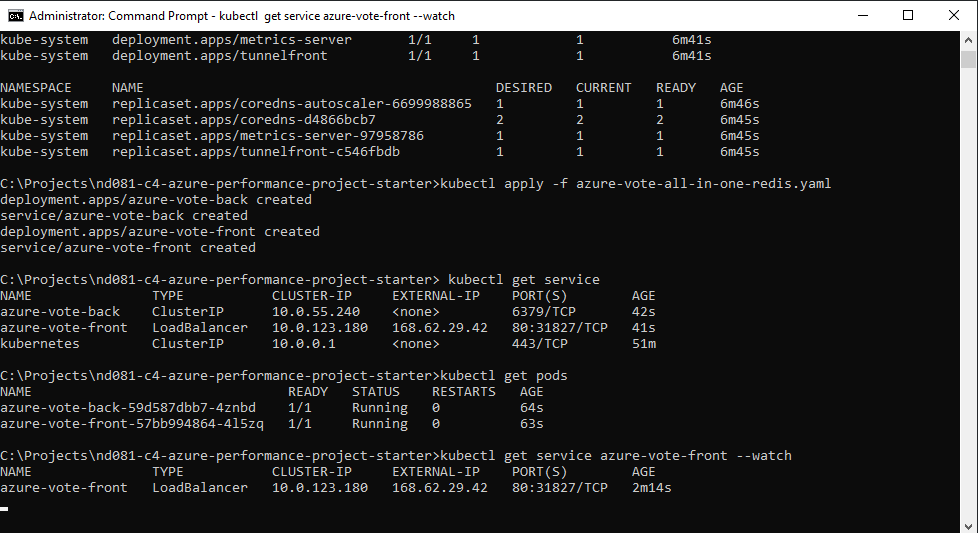 Administrator: Command Prompt - kubectl  get service azure-vote-front --watch
kube-system   deployment.apps/metrics-server       1/1     1            1           6m41s
kube-system   deployment.apps/tunnelfront          1/1     1            1           6m41s
NAMESPACE     NAME                                            DESIRED   CURRENT   READY   AGE
kube-system   replicaset.apps/coredns-autoscaler-6699988865   1         1         1       6m46s
kube-system   replicaset.apps/coredns-d4866bcb7               2         2         2       6m45s
kube-system   replicaset.apps/metrics-server-97958786         1         1         1       6m45s
kube-system   replicaset.apps/tunnelfront-c546fbdb            1         1         1       6m45s
C:\Projects\nd081-c4-azure-performance-project-starter>kubectl apply -f azure-vote-all-in-one-redis.yaml
deployment.apps/azure-vote-back created
service/azure-vote-back created
deployment.apps/azure-vote-front created
service/azure-vote-front created
C:\Projects\nd081-c4-azure-performance-project-starter> kubectl get service
NAME               TYPE           CLUSTER-IP     EXTERNAL-IP    PORT(S)        AGE
azure-vote-back    ClusterIP      10.0.55.240    <none>         6379/TCP       42s
azure-vote-front   LoadBalancer   10.0.123.180   168.62.29.42   80:31827/TCP   41s
kubernetes         ClusterIP      10.0.0.1       <none>         443/TCP        51m
C:\Projects\nd081-c4-azure-performance-project-starter>kubectl get pods
NAME                                READY   STATUS    RESTARTS   AGE
azure-vote-back-59d587dbb7-4znbd    1/1     Running   0          64s
azure-vote-front-57bb994864-4l5zq   1/1     Running   0          63s
C:\Projects\nd081-c4-azure-performance-project-starter>kubectl get service azure-vote-front --watch
NAME               TYPE           CLUSTER-IP     EXTERNAL-IP    PORT(S)        AGE
azure-vote-front   LoadBalancer   10.0.123.180   168.62.29.42   80:31827/TCP   2m14s